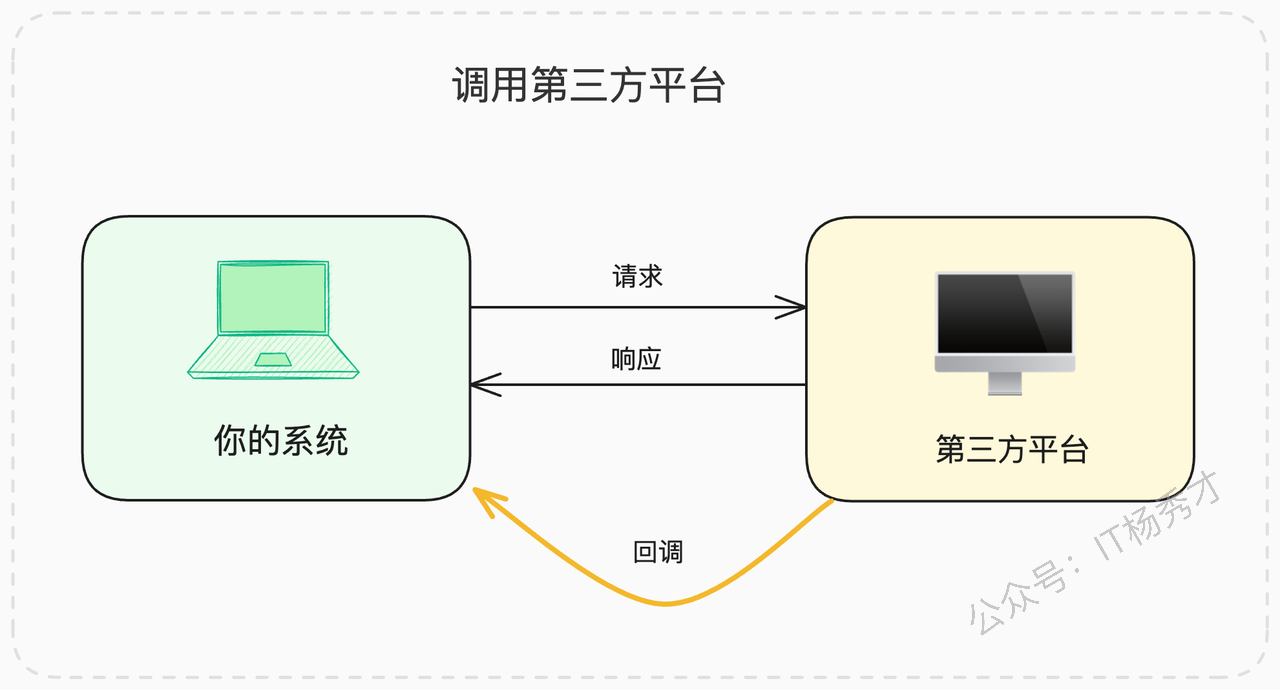 调用第三方平台
请求
响应
你的系统
第三方平台
回调
公众号：IT杨秀才